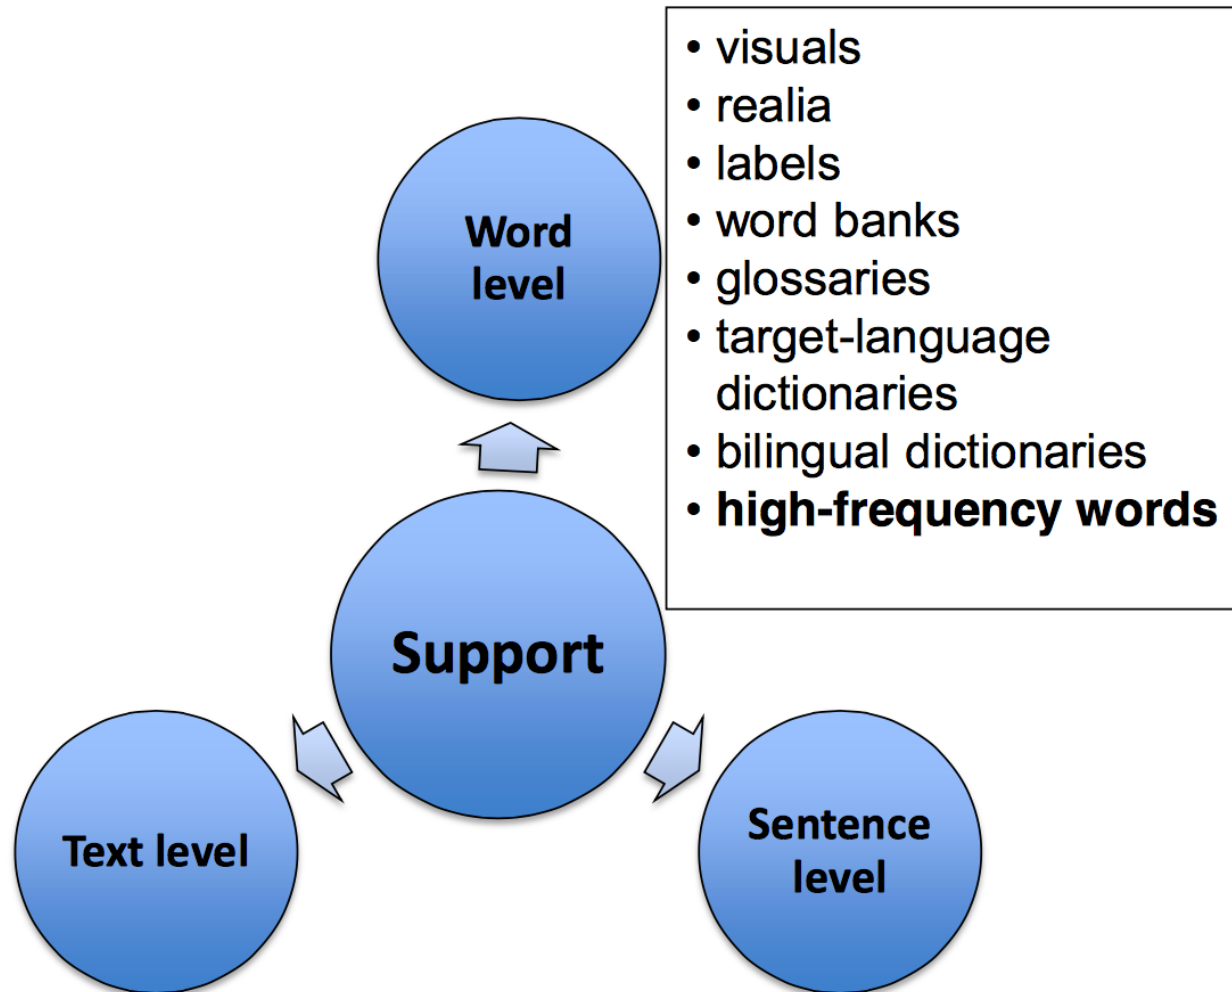 • visuals
• realia
• labels
• word banks
• glossaries
• target-language
dictionaries
• bilingual dictionaries
• high-frequency words
Word
level
Support
Text level
Sentence
level